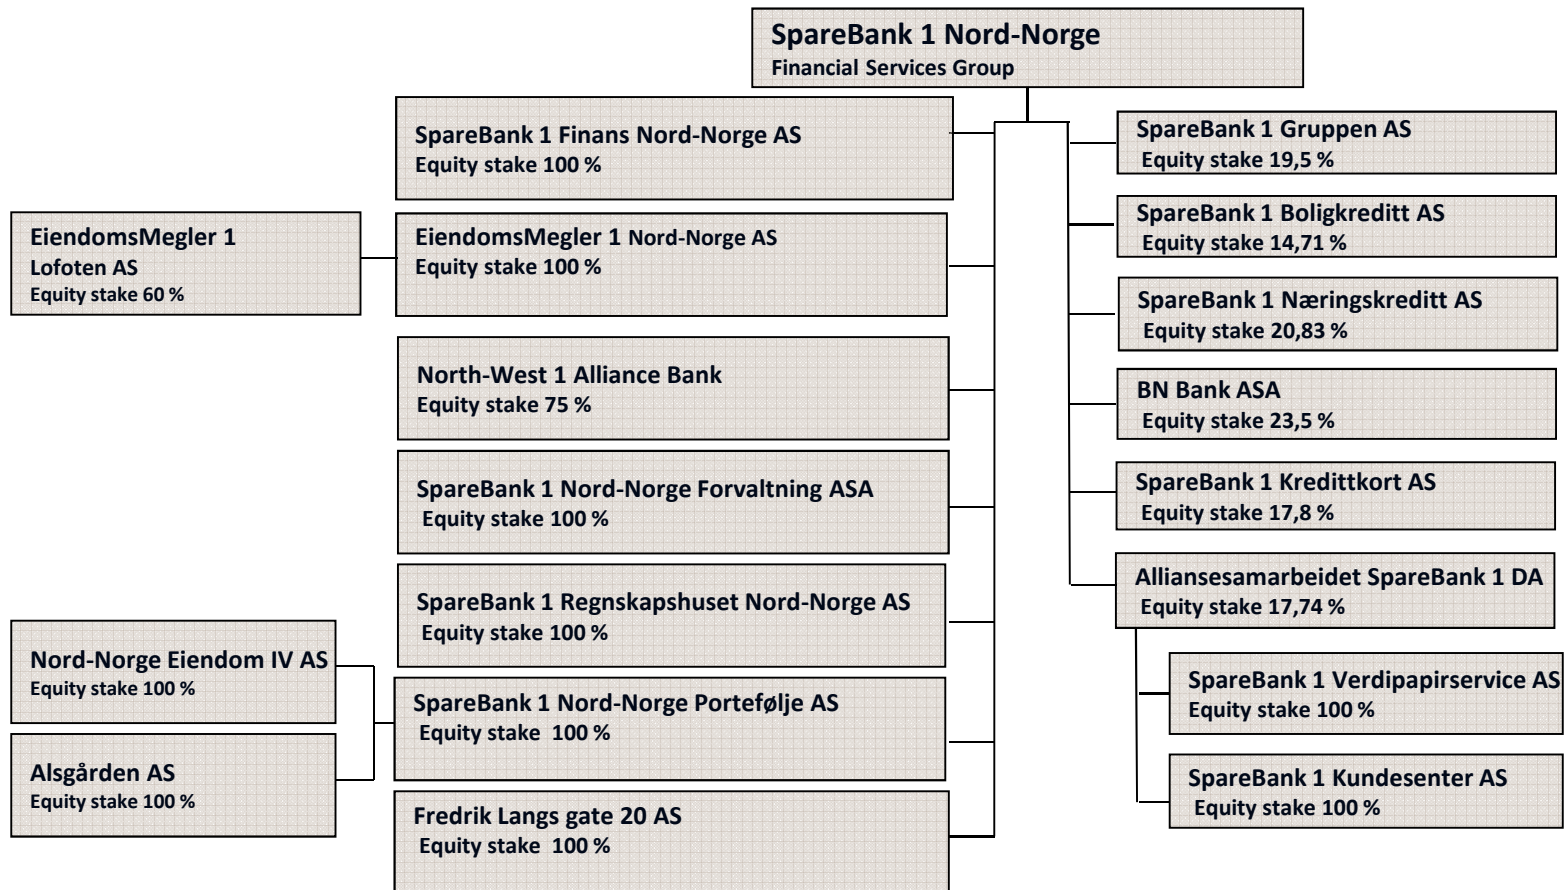 SpareBank 1 Nord-Norge
Financial Services Group
SpareBank 1 Finans Nord-Norge AS
Equity stake 100 %
EiendomsMegler 1
Lofoten AS
Equity stake 60 %
EiendomsMegler 1 Nord-Norge AS
Equity stake 100 %
North-West 1 Alliance Bank
Equity stake 75 %
SpareBank 1 Nord-Norge Forvaltning ASA
Equity stake 100 %
SpareBank 1 Regnskapshuset Nord-Norge AS
Equity stake 100 %
Nord-Norge Eiendom IV AS
Equity stake 100 %
Alsgården AS
Equity stake 100 %
SpareBank 1 Nord-Norge Portefølje AS
Equity stake 100 %
Fredrik Langs gate 20 AS
Equity stake 100 %
SpareBank 1 Gruppen AS
Equity stake 19,5 %
SpareBank 1 Boligkreditt AS
Equity stake 14,71 %
SpareBank 1 Næringskreditt AS
Equity stake 20,83 %
BN Bank ASA
Equity stake 23,5 %
SpareBank 1 Kredittkort AS
Equity stake 17,8 %
Alliansesamarbeidet SpareBank 1 DA
Equity stake 17,74 %
SpareBank 1 Verdipapirservice AS
Equity stake 100 %
SpareBank 1 Kundesenter AS
Equity stake 100 %